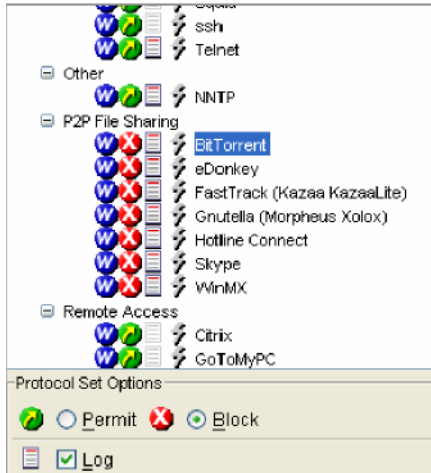 ssh
Telnet
Other
NNTP
P2P File Sharing
BitTorrent
eDonkey
FastTrack (Kazaa KazaaLite)
Gnutella (Morpheus Xolox)
Hotline Connect
Skype
WinMX
Remote Access
Citrix
GoToMyPC
Protocol Set Options
Permit Block
Log